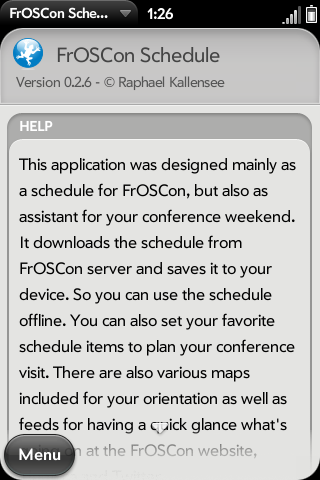 FrOSCon Sche... 1:26
FrOSCon Schedule
Version 0.2.6 - © Raphael Kallensee
HELP
This application was designed mainly as
a schedule for FrOSCon, but also as
assistant for your conference weekend.
It downloads the schedule from
FrOSCon server and saves it to your
device. So you can use the schedule
offline. You can also set your favorite
schedule items to plan your conference
visit. There are also various maps
included for your orientation as well as
feeds for having a quick glance what's
on at the FrOSCon website,
Menu